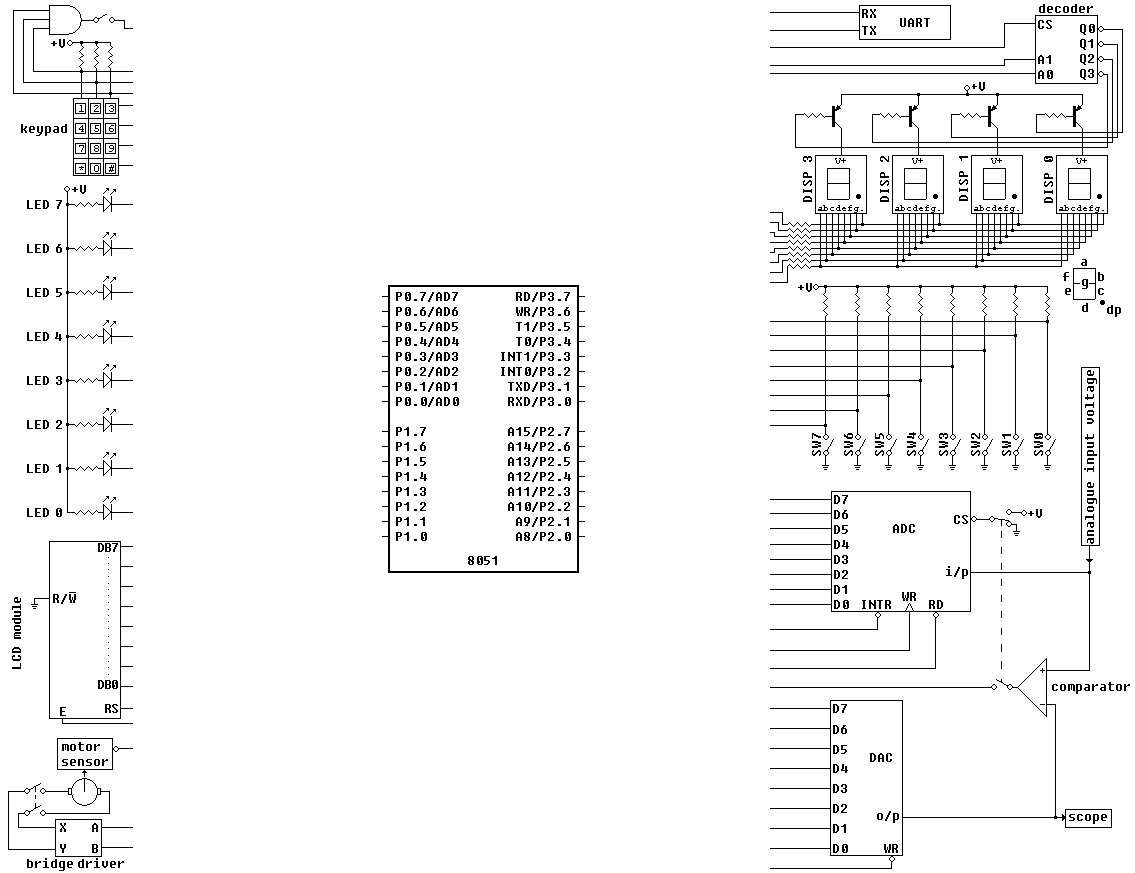 +V
1 2 3
4 5 6
7 8 9
* 0 #
keypad
+V
LED 7
LED 6
LED 5
LED 4
LED 3
LED 2
LED 1
LED 0
LCD module
DB7
R/W̅
DB0
RS
E
motor
sensor
X A
Y B
bridge driver
P0.7/AD7 RD/P3.7
P0.6/AD6 WR/P3.6
P0.5/AD5 T1/P3.5
P0.4/AD4 T0/P3.4
P0.3/AD3 INT1/P3.3
P0.2/AD2 INT0/P3.2
P0.1/AD1 TXD/P3.1
P0.0/AD0 RXD/P3.0
P1.7 A15/P2.7
P1.6 A14/P2.6
P1.5 A13/P2.5
P1.4 A12/P2.4
P1.3 A11/P2.3
P1.2 A10/P2.2
P1.1 A9/P2.1
P1.0 A8/P2.0
8051
RX
TX
UART
decoder
CS Q0
Q1
A1 Q2
A0 Q3
+V
DISP 3
V+
abcdefg.
DISP 2
V+
abcdefg.
DISP 1
V+
abcdefg.
DISP 0
V+
abcdefg.
a
f b
g
e c
d
dp
+V
SW7 SW6 SW5 SW4 SW3 SW2 SW1 SW0
analogue input voltage
D7
D6
D5
D4
D3
D2
D1
D0
ADC
CS
+V
i/p
INTR
WR
RD
+
-
comparator
D7
D6
D5
D4
D3
D2
D1
D0
DAC
o/p
WR
scope